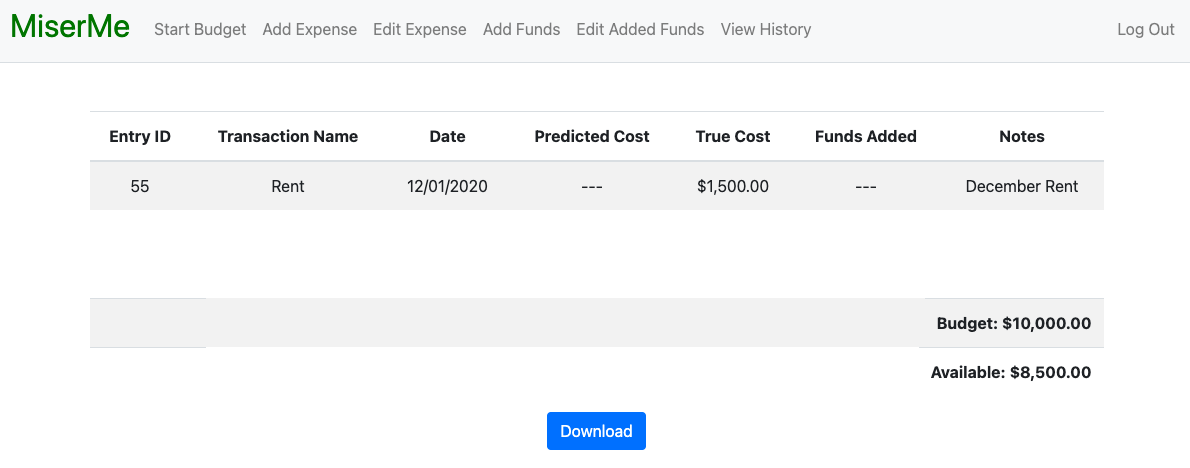 MiserMe Start Budget Add Expense Edit Expense Add Funds Edit Added Funds View History Log Out
Entry ID Transaction Name Date Predicted Cost True Cost Funds Added Notes
55 Rent 12/01/2020 --- $1,500.00 --- December Rent
Budget: $10,000.00
Available: $8,500.00
Download